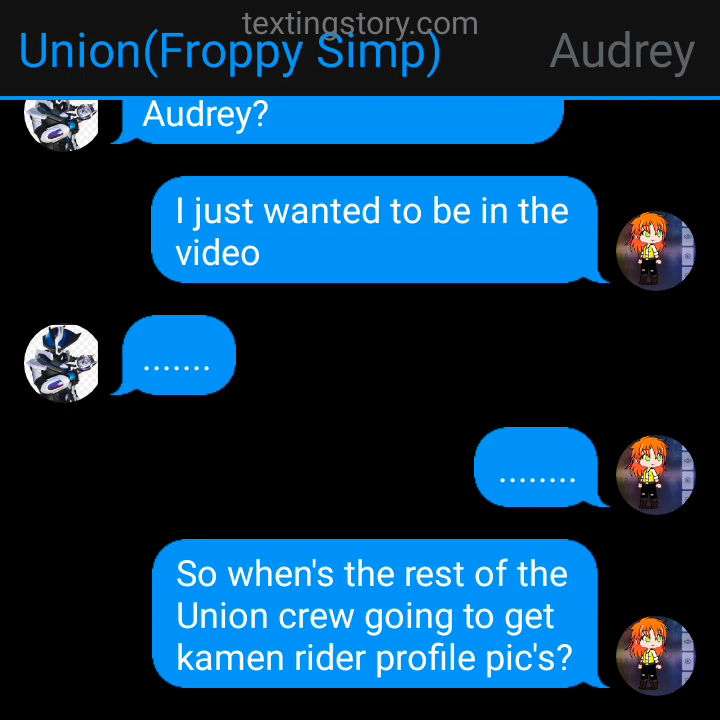 textingstory.com
Union(Froppy Simp) Audrey
Audrey?
I just wanted to be in the
video
.......
........
So when's the rest of the
Union crew going to get
kamen rider profile pic's?